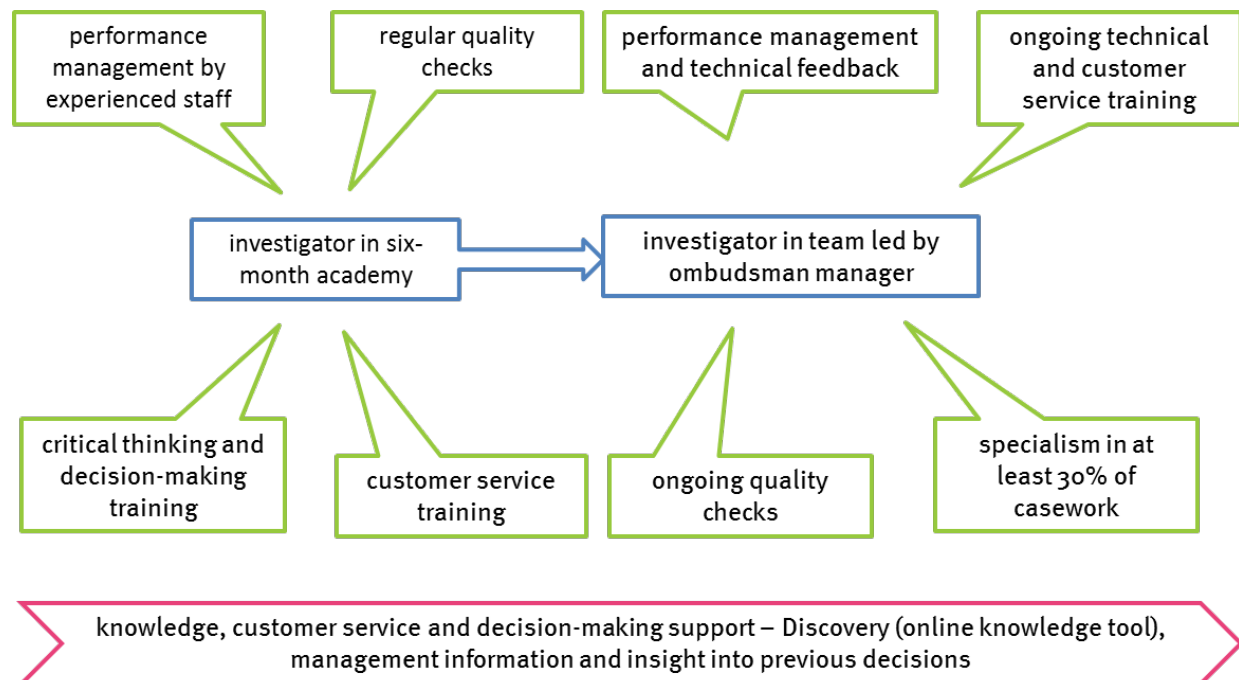 performance
management by
experienced staff
regular quality
checks
performance management
and technical feedback
ongoing technical
and customer
service training
investigator in six-
month academy
investigator in team led by
ombudsman manager
critical thinking and
decision-making
training
customer service
training
ongoing quality
checks
specialism in at
least 30% of
casework
knowledge, customer service and decision-making support – Discovery (online knowledge tool),
management information and insight into previous decisions